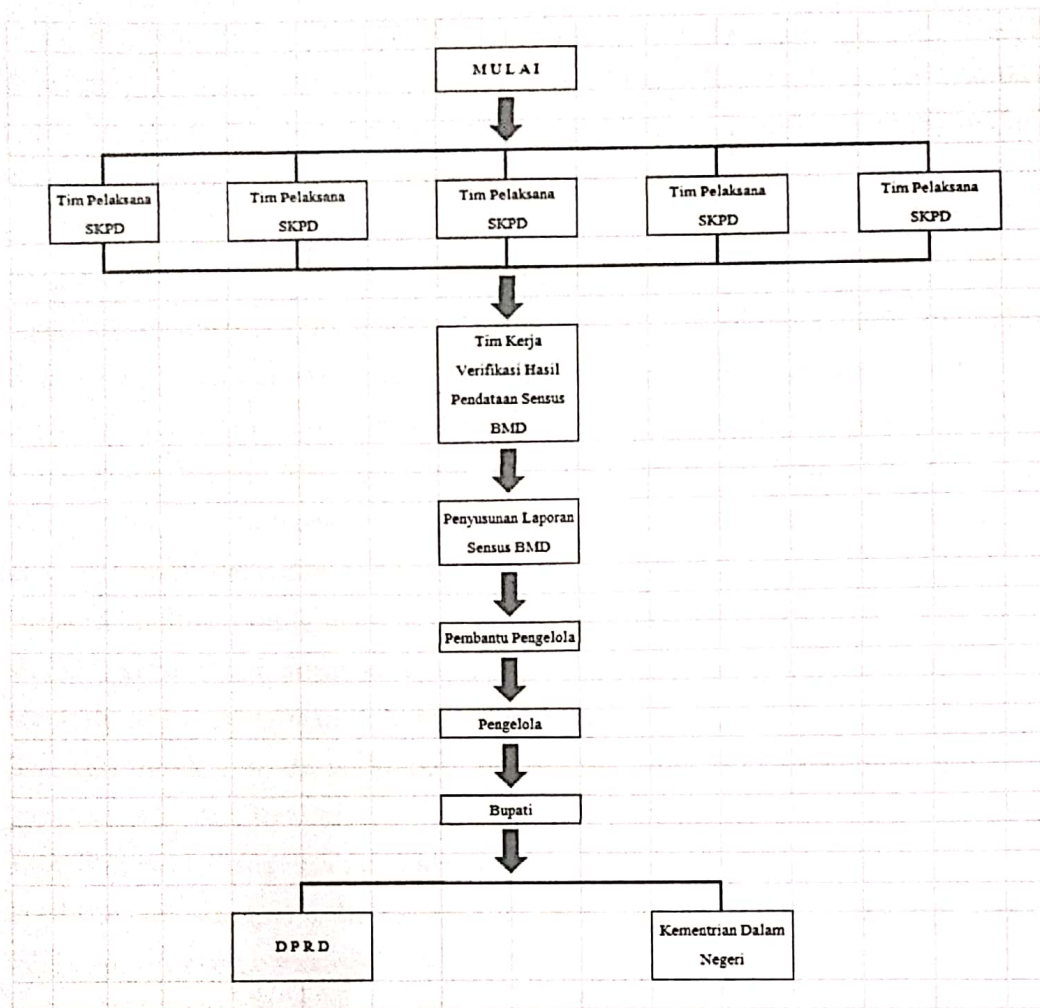 MULAI
Tim Pelaksana
SKPD
Tim Pelaksana
SKPD
Tim Pelaksana
SKPD
Tim Pelaksana
SKPD
Tim Pelaksana
SKPD
Tim Kerja
Verifikasi Hasil
Pendataan Sensus
BMD
Penyusunan Laporan
Sensus BMD
Pembantu Pengelola
Pengelola
Bupati
DPRD
Kementrian Dalam
Negeri